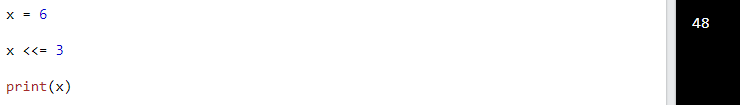 x = 6
x <<= 3
print(x)
48